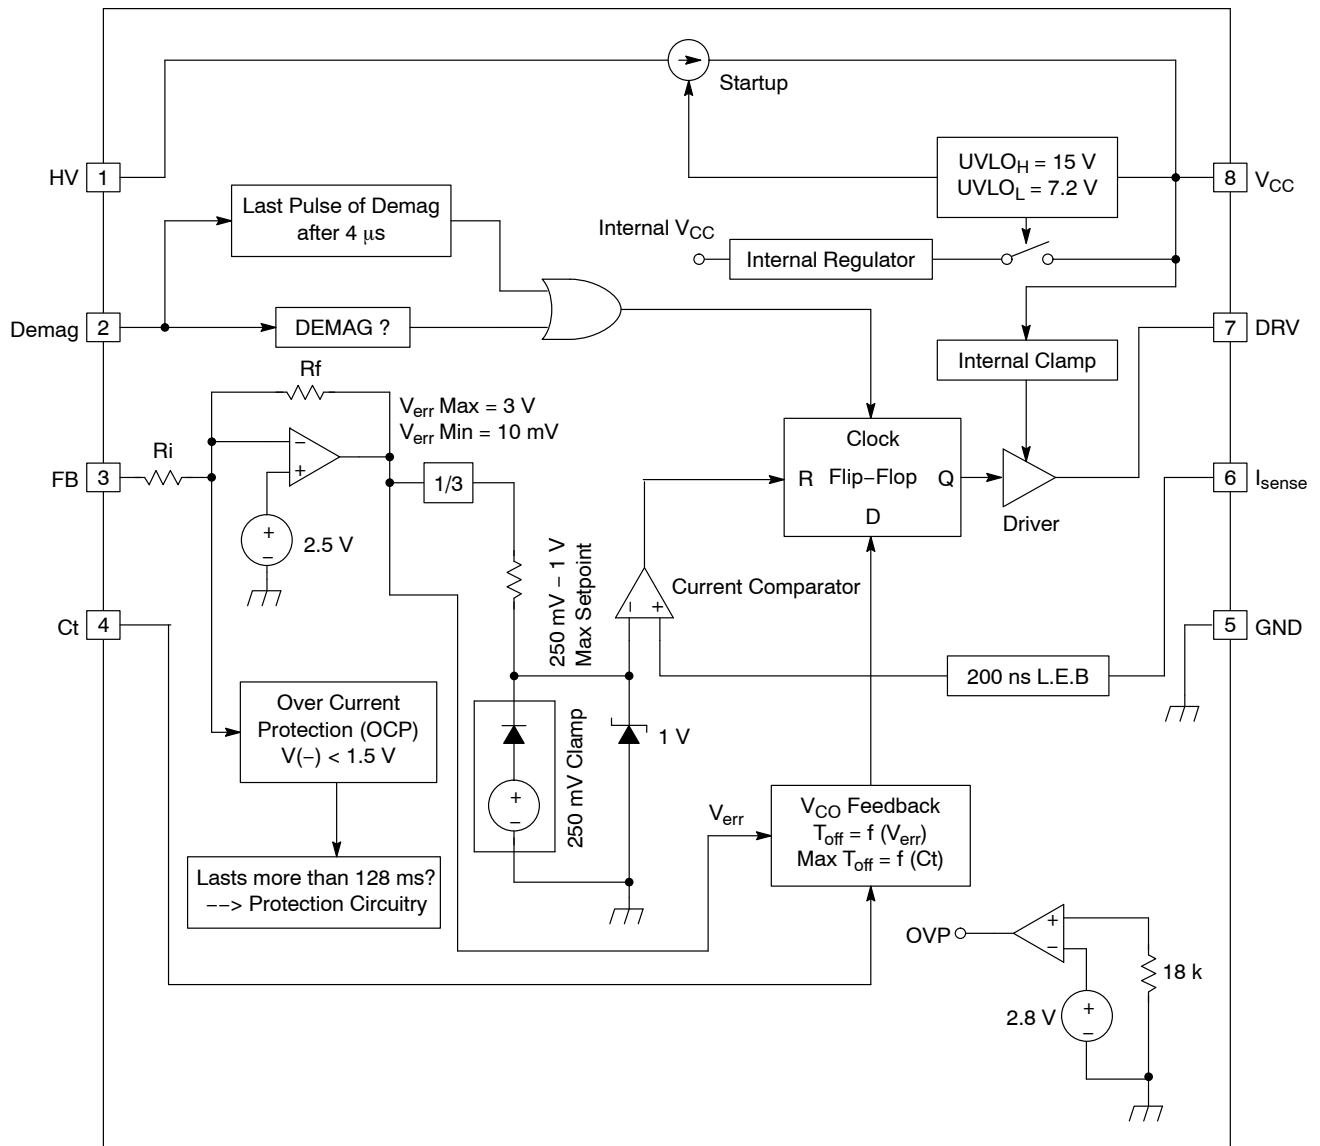 Startup
HV
1
UVLOH = 15 V
UVLOL = 7.2 V
8
VCC
Last Pulse of Demag
after 4 μs
Internal VCC
Internal Regulator
Demag
2
DEMAG ?
7
DRV
Internal Clamp
Rf
Verr Max = 3 V
Verr Min = 10 mV
Clock
R
Flip−Flop
Q
D
Driver
Ri
FB
3
−
+
1/3
6
Isense
+
−
2.5 V
250 mV − 1 V
Max Setpoint
−
+
Current Comparator
Ct
4
5
GND
200 ns L.E.B
Over Current
Protection (OCP)
V(−) < 1.5 V
250 mV Clamp
+
−
1 V
Verr
VCO Feedback
Toff = f (Verr)
Max Toff = f (Ct)
Lasts more than 128 ms?
−−> Protection Circuitry
OVP
+
−
18 k
2.8 V
+
−